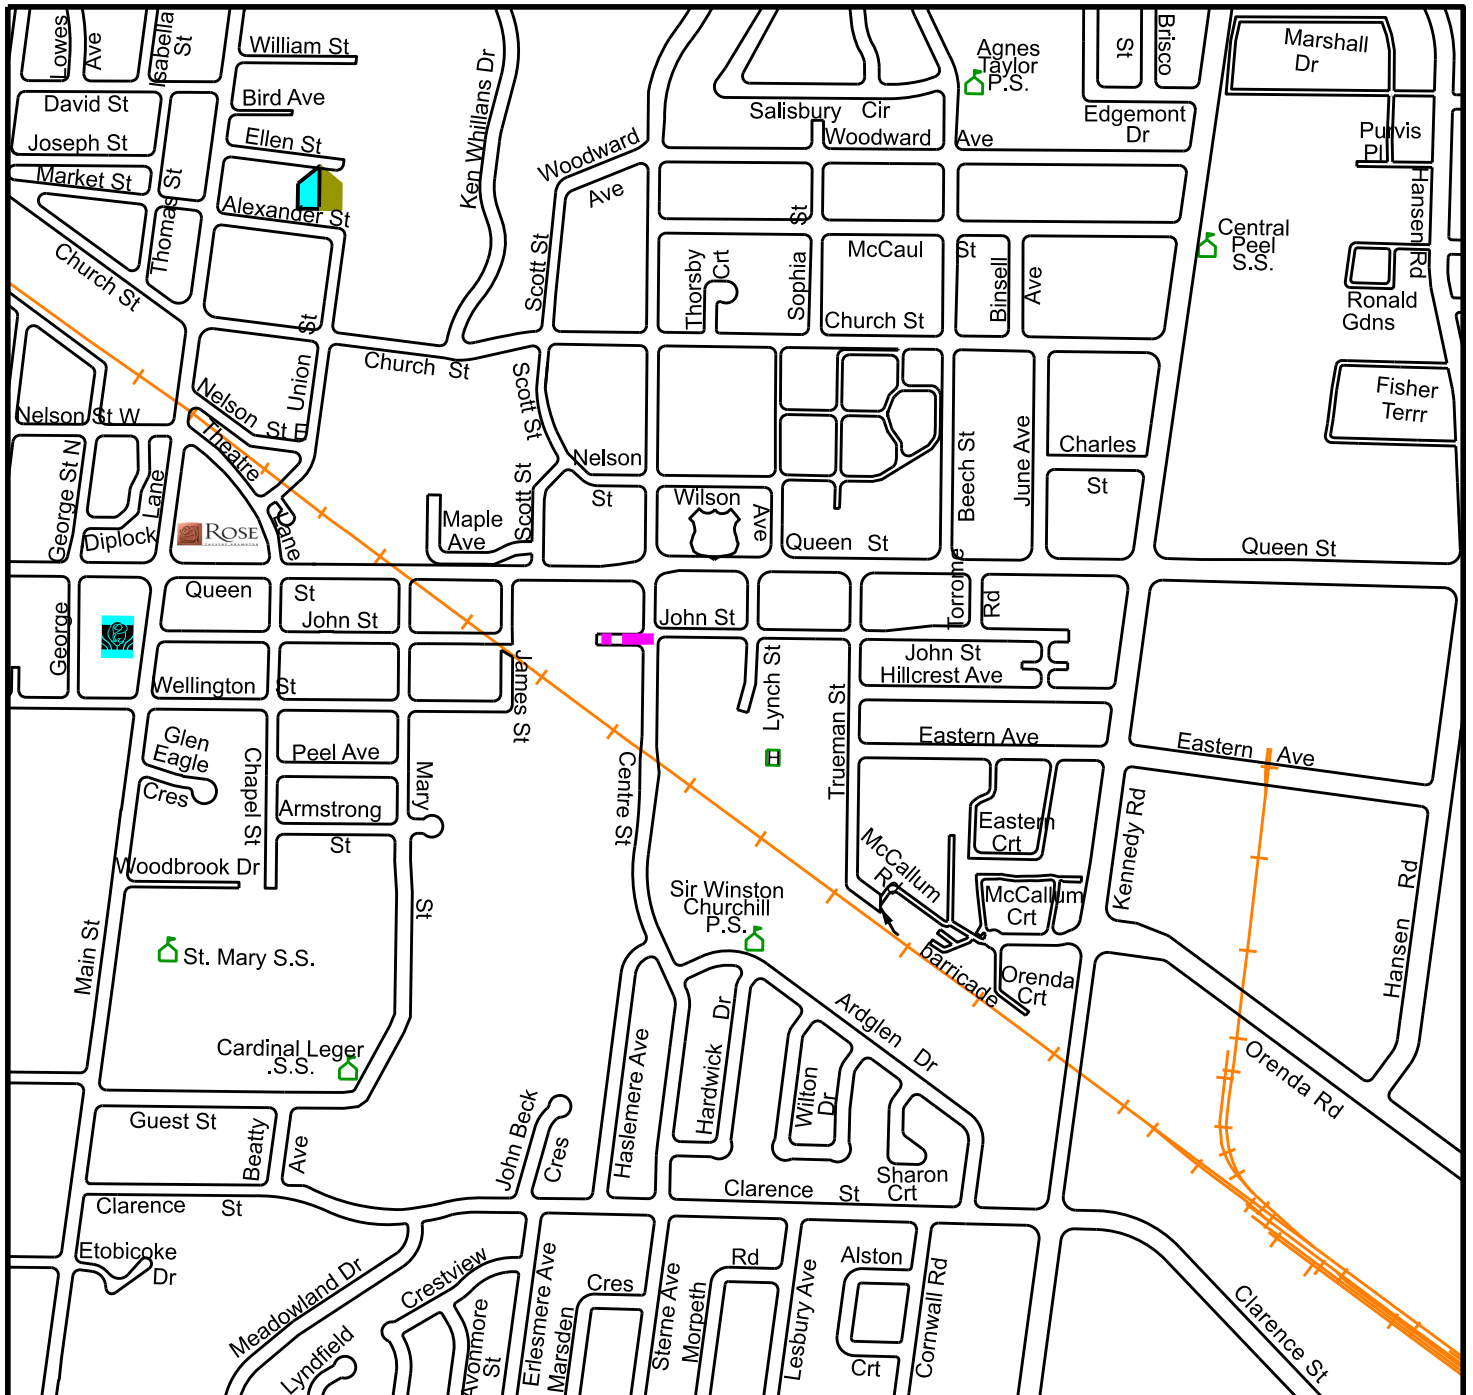 Lowes
Ave
Isabella
St
William St
David St
Bird Ave
Joseph St
Ellen St
Market St
Thomas St
Alexander St
Church St
Ken Whillans Dr
Woodward
Ave
Scott St
Agnes
Taylor
P.S.
Salisbury Cir
Woodward Ave
St
Brisco
Edgemont
Dr
Marshall
Dr
Purvis
Pl
Hansen Rd
Central
Peel
S.S.
Ronald
Gdns
Fisher
Terrr
Thorsby
Crt
Sophia
St
McCaul St
Binsell
Ave
Church St
Church St
Union
St
Nelson St W
Nelson St E
Theatre
Lane
George St N
Lane
Diplock
ROSE
Scott St
Scott St
Nelson
St
Maple
Ave
Wilson
Ave
Queen St
Beech St
June Ave
Charles
St
Queen St
Queen St
John St
George
Wellington St
John St
Torrome
Rd
John St
Hillcrest Ave
Lynch St
H
Trueman St
Eastern Ave
Eastern Ave
James St
Glen
Eagle
Cres
Chapel St
Peel Ave
Mary
St
Armstrong
St
Woodbrook Dr
Centre St
Main St
St. Mary S.S.
Cardinal Leger
.S.S.
Sir Winston
Churchill
P.S.
McCallum
Rd
barricade
Eastern
Crt
McCallum
Crt
Orenda
Crt
Kennedy Rd
Hansen Rd
Orenda Rd
Ardglen Dr
Haslemere Ave
Hardwick Dr
Wilton
Dr
Sharon
Crt
Guest St
Beatty
Ave
John Beck
Cres
Clarence St
Clarence St
Clarence St
Etobicoke
Dr
Meadowland Dr
Crestview
Lyndfield
Avonmore
St
Erlesmere Ave
Marsden
Cres
Sterne Ave
Morpeth
Rd
Lesbury Ave
Alston
Crt
Cornwall Rd